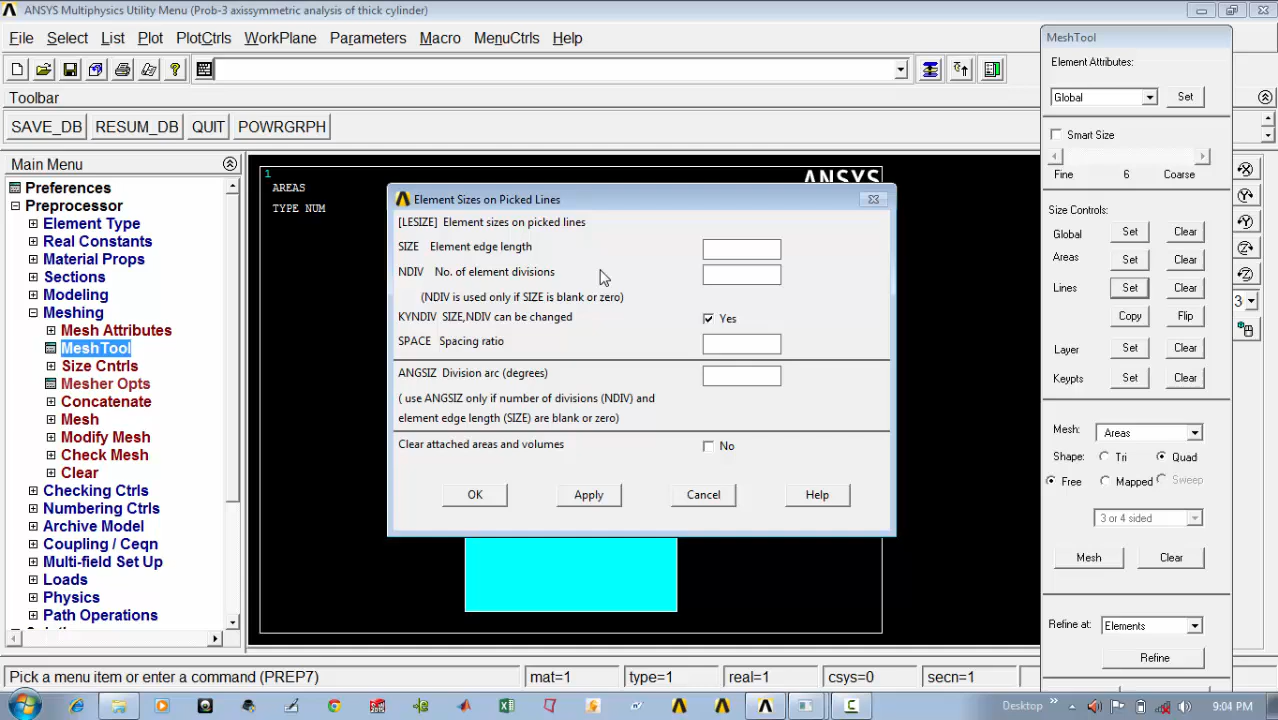 ANSYS Multiphysics Utility Menu (Prob-3 axissymmetric analysis of thick cylinder)
File Select List Plot PlotCtrls WorkPlane Parameters Macro MenuCtrls Help
Toolbar
SAVE_DB RESUM_DB QUIT POWRGRPH
Main Menu
Preferences
Preprocessor
Element Type
Real Constants
Material Props
Sections
Modeling
Meshing
Mesh Attributes
MeshTool
Size Cntrls
Mesher Opts
Concatenate
Mesh
Modify Mesh
Check Mesh
Clear
Checking Ctrls
Numbering Ctrls
Archive Model
Coupling / Ceqn
Multi-field Set Up
Loads
Physics
Path Operations
1
AREAS
TYPE NUM
ANSYS
Element Sizes on Picked Lines
[LESIZE] Element sizes on picked lines
SIZE Element edge length
NDIV No. of element divisions
(NDIV is used only if SIZE is blank or zero)
KYNDIV SIZE,NDIV can be changed Yes
SPACE Spacing ratio
ANGSIZ Division arc (degrees)
( use ANGSIZ only if number of divisions (NDIV) and
element edge length (SIZE) are blank or zero)
Clear attached areas and volumes No
OK Apply Cancel Help
MeshTool
Element Attributes:
Global Set
Smart Size
Fine 6 Coarse
Size Controls:
Global Set Clear
Areas Set Clear
Lines Set Clear
Copy Flip
Layer Set Clear
Keypts Set Clear
Mesh: Areas
Shape: Tri Quad
Free Mapped Sweep
3 or 4 sided
Mesh Clear
Refine at: Elements
Refine
3
Pick a menu item or enter a command (PREP7) mat=1 type=1 real=1 csys=0 secn=1
Desktop 9:04 PM